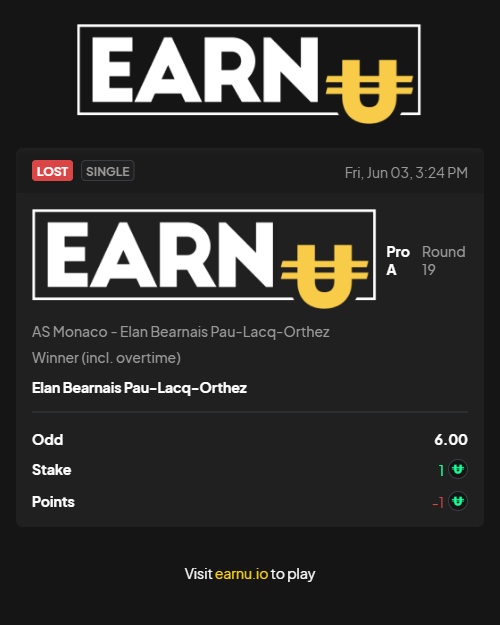 EARNU
LOST SINGLE Fri, Jun 03, 3:24 PM
EARNU
Pro A Round 19
AS Monaco - Elan Bearnais Pau-Lacq-Orthez
Winner (incl. overtime)
Elan Bearnais Pau-Lacq-Orthez
Odd 6.00
Stake 1
Points -1
Visit earnu.io to play